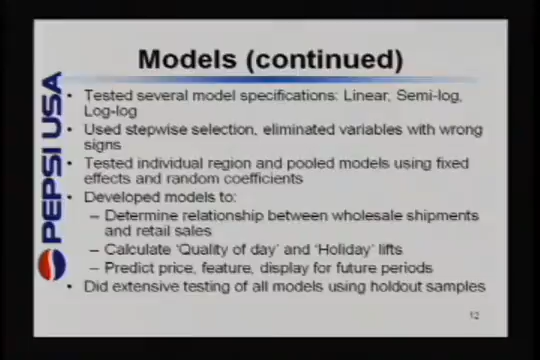 Models (continued)
PEPSI USA
• Tested several model specifications: Linear, Semi-log,
Log-log
• Used stepwise selection, eliminated variables with wrong
signs
• Tested individual region and pooled models using fixed
effects and random coefficients
• Developed models to:
– Determine relationship between wholesale shipments
and retail sales
– Calculate ‘Quality of day’ and ‘Holiday’ lifts
– Predict price, feature, display for future periods
• Did extensive testing of all models using holdout samples
12